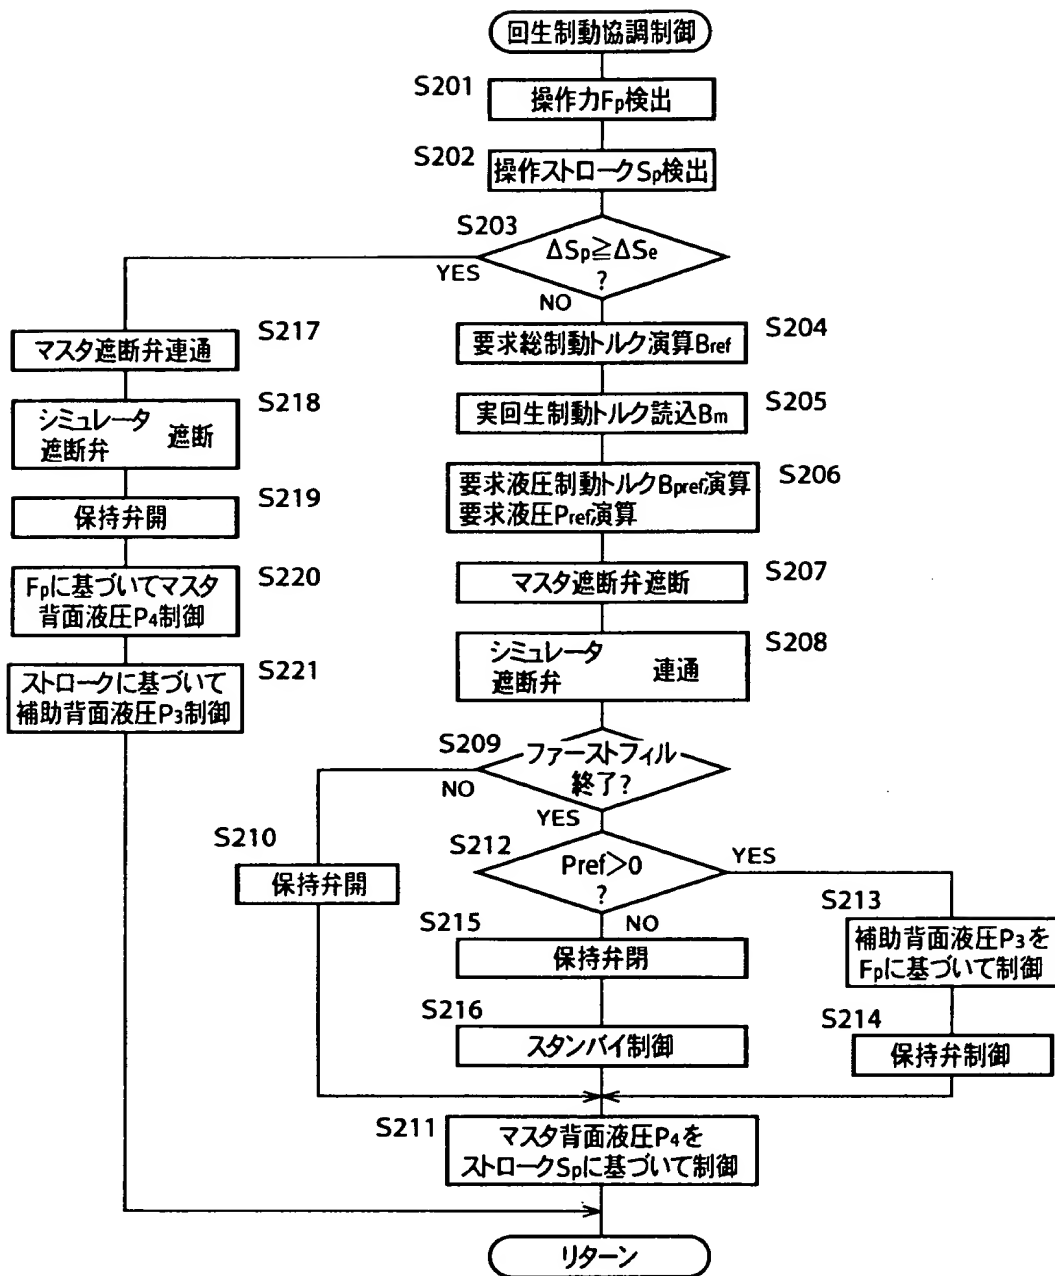 回生制動協調制御
S201
操作力Fp検出
S202
操作ストロークSp検出
S203
ΔSp≧ΔSe
?
YES
NO
S217
マスタ遮断弁連通
S218
シミュレータ
遮断弁 遮断
S219
保持弁開
S220
Fpに基づいてマスタ
背面液圧P4制御
S221
ストロークに基づいて
補助背面液圧P3制御
S204
要求総制動トルク演算Bref
S205
実回生制動トルク読込Bm
S206
要求液圧制動トルクBpref演算
要求液圧Pref演算
S207
マスタ遮断弁遮断
S208
シミュレータ
遮断弁 連通
S209
ファーストフィル
終了?
NO
YES
S210
保持弁開
S212
Pref>0
?
YES
NO
S213
補助背面液圧P3を
Fpに基づいて制御
S214
保持弁制御
S215
保持弁閉
S216
スタンバイ制御
S211
マスタ背面液圧P4を
ストロークSpに基づいて制御
リターン